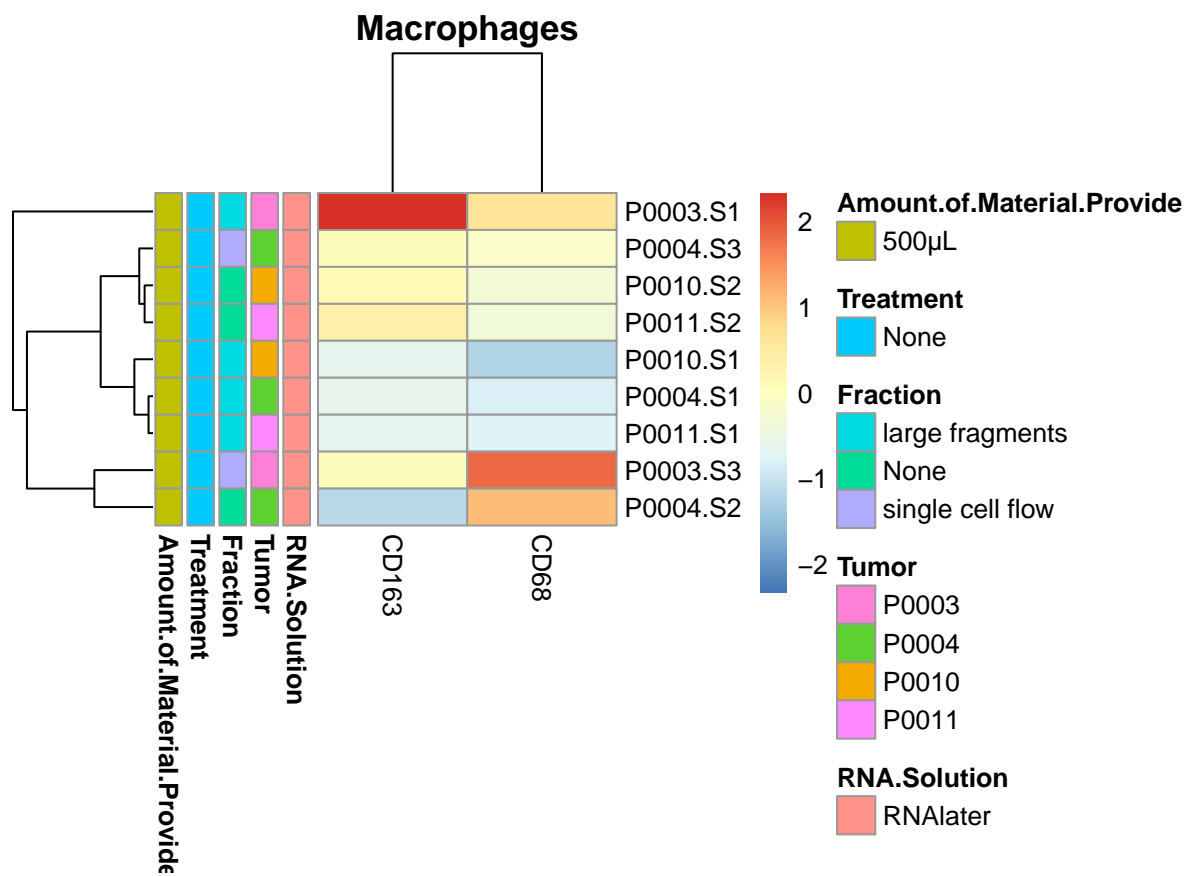 Macrophages
P0003.S1
P0004.S3
P0010.S2
P0011.S2
P0010.S1
P0004.S1
P0011.S1
P0003.S3
P0004.S2
Amount.of.Material.Provide
Treatment
Fraction
Tumor
RNA.Solution
CD163
CD68
2
1
0
−1
−2
Amount.of.Material.Provide
500µL
Treatment
None
Fraction
large fragments
None
single cell flow
Tumor
P0003
P0004
P0010
P0011
RNA.Solution
RNAlater